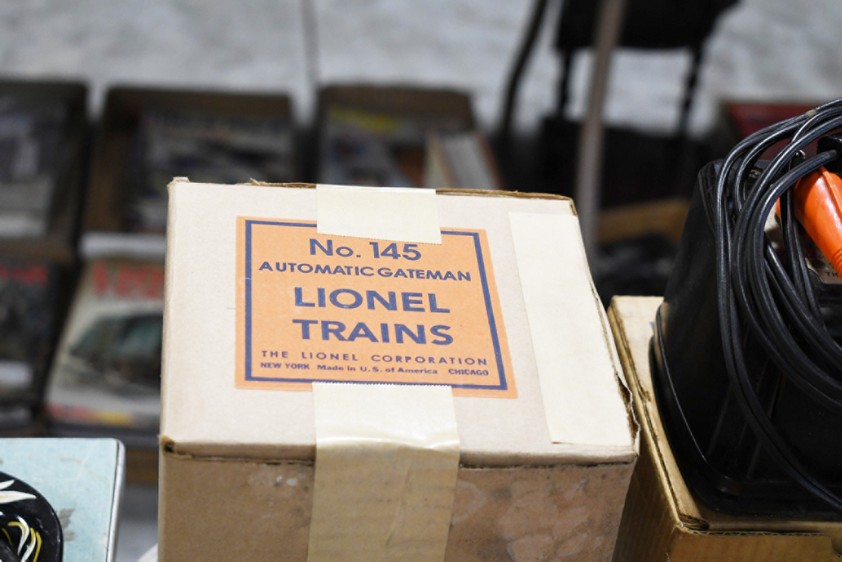 No. 145
AUTOMATIC GATEMAN
LIONEL
TRAINS
THE LIONEL CORPORATION
NEW YORK Made in U.S. of America CHICAGO